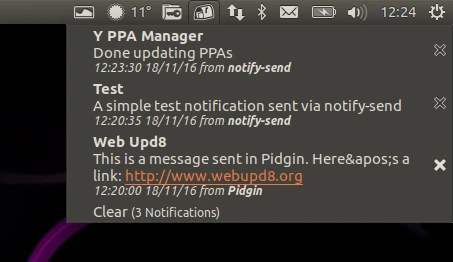 11° 12:24
Y PPA Manager
Done updating PPAs
12:23:30 18/11/16 from notify-send
Test
A simple test notification sent via notify-send
12:20:35 18/11/16 from notify-send
Web Upd8
This is a message sent in Pidgin. Here&apos;s a
link: http://www.webupd8.org
12:20:00 18/11/16 from Pidgin
Clear (3 Notifications)